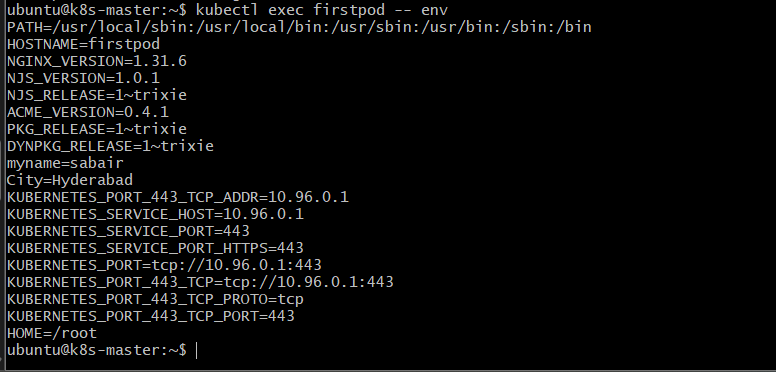 ubuntu@k8s-master:~$ kubectl exec firstpod -- env
PATH=/usr/local/sbin:/usr/local/bin:/usr/sbin:/usr/bin:/sbin:/bin
HOSTNAME=firstpod
NGINX_VERSION=1.31.6
NJS_VERSION=1.0.1
NJS_RELEASE=1~trixie
ACME_VERSION=0.4.1
PKG_RELEASE=1~trixie
DYNPKG_RELEASE=1~trixie
myname=sabair
City=Hyderabad
KUBERNETES_PORT_443_TCP_ADDR=10.96.0.1
KUBERNETES_SERVICE_HOST=10.96.0.1
KUBERNETES_SERVICE_PORT=443
KUBERNETES_SERVICE_PORT_HTTPS=443
KUBERNETES_PORT=tcp://10.96.0.1:443
KUBERNETES_PORT_443_TCP=tcp://10.96.0.1:443
KUBERNETES_PORT_443_TCP_PROTO=tcp
KUBERNETES_PORT_443_TCP_PORT=443
HOME=/root
ubuntu@k8s-master:~$